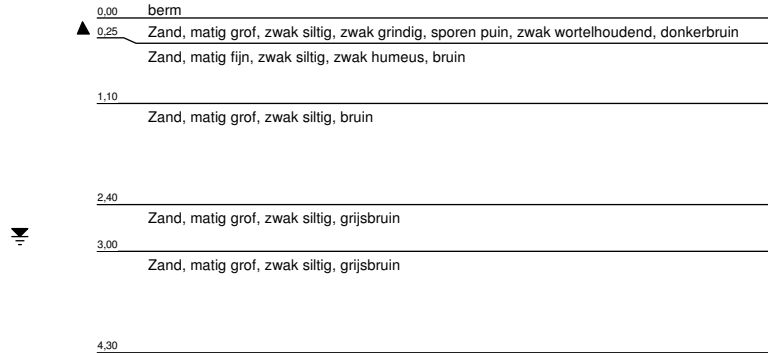 0,00 berm
0,25 Zand, matig grof, zwak siltig, zwak grindig, sporen puin, zwak wortelhoudend, donkerbruin
Zand, matig fijn, zwak siltig, zwak humeus, bruin
1,10
Zand, matig grof, zwak siltig, bruin
2,40
Zand, matig grof, zwak siltig, grijsbruin
3,00
Zand, matig grof, zwak siltig, grijsbruin
4,30